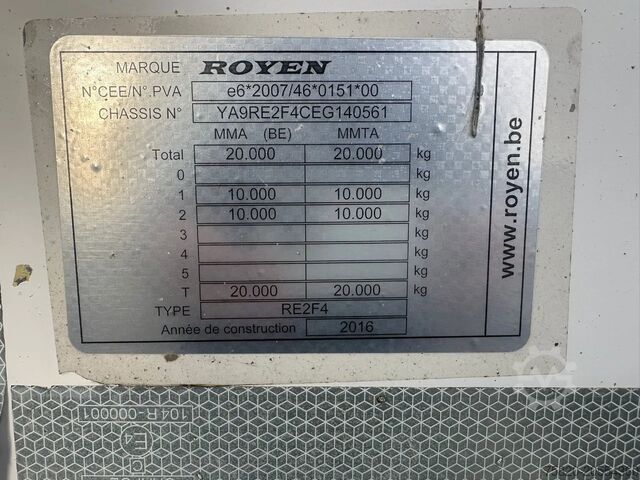 MARQUE ROYEN
N°CEE/N°.PVA e6*2007/46*0151*00
CHASSIS N° YA9RE2F4CEG140561
MMA (BE) MMTA
Total 20.000 20.000 kg
0 kg
1 10.000 10.000 kg
2 10.000 10.000 kg
3 kg
4 kg
5 kg
T 20.000 20.000 kg
TYPE RE2F4
Année de construction 2016
www.royen.be
104 R-000001
E4
C